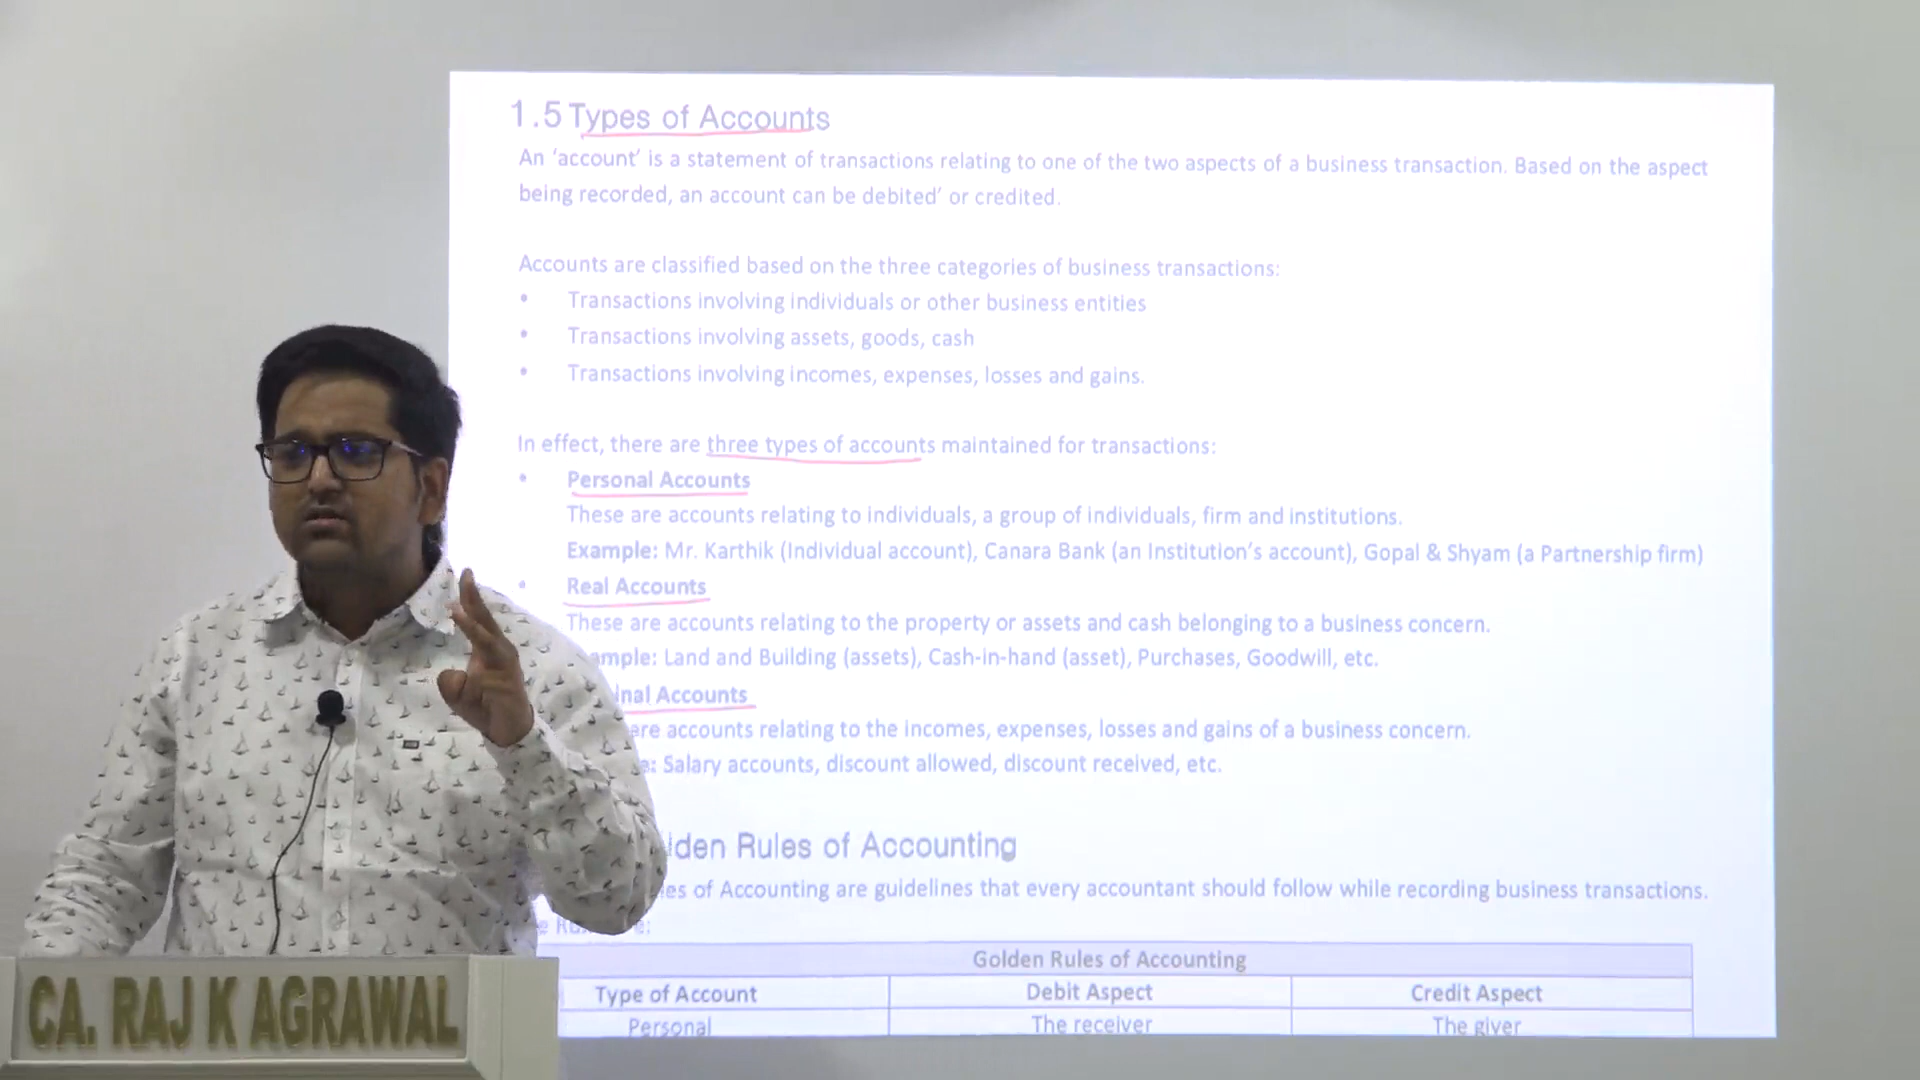 1.5 Types of Accounts
An ‘account’ is a statement of transactions relating to one of the two aspects of a business transaction. Based on the aspect
being recorded, an account can be debited’ or credited.
Accounts are classified based on the three categories of business transactions:
• Transactions involving individuals or other business entities
• Transactions involving assets, goods, cash
• Transactions involving incomes, expenses, losses and gains.
In effect, there are three types of accounts maintained for transactions:
• Personal Accounts
These are accounts relating to individuals, a group of individuals, firm and institutions.
Example: Mr. Karthik (Individual account), Canara Bank (an Institution’s account), Gopal & Shyam (a Partnership firm)
• Real Accounts
These are accounts relating to the property or assets and cash belonging to a business concern.
ample: Land and Building (assets), Cash-in-hand (asset), Purchases, Goodwill, etc.
inal Accounts
ere accounts relating to the incomes, expenses, losses and gains of a business concern.
e: Salary accounts, discount allowed, discount received, etc.
lden Rules of Accounting
les of Accounting are guidelines that every accountant should follow while recording business transactions.
Golden Rules of Accounting
Type of Account Debit Aspect Credit Aspect
Personal The receiver The giver
CA. RAJ K AGRAWAL